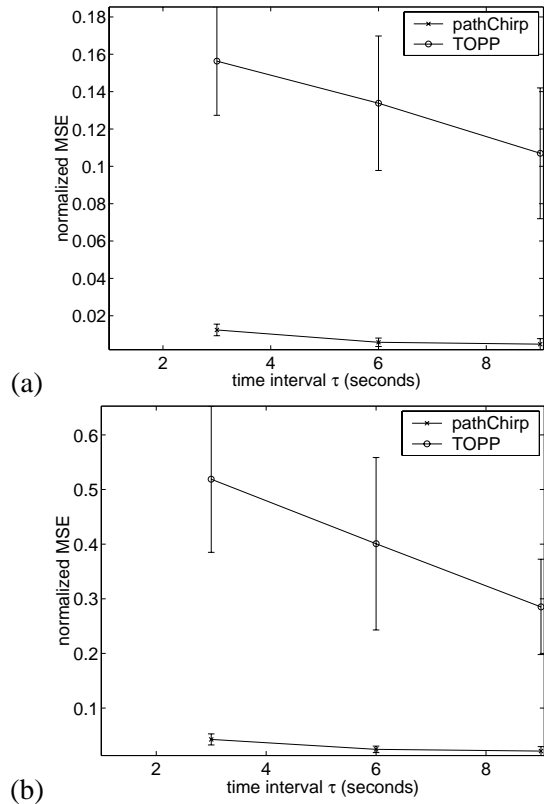 0.18
0.16
0.14
0.12
0.1
0.08
0.06
0.04
0.02
normalized MSE
pathChirp
TOPP
2 4 6 8
time interval τ (seconds)
(a)
0.6
0.5
0.4
0.3
0.2
0.1
normalized MSE
pathChirp
TOPP
2 4 6 8
time interval τ (seconds)
(b)